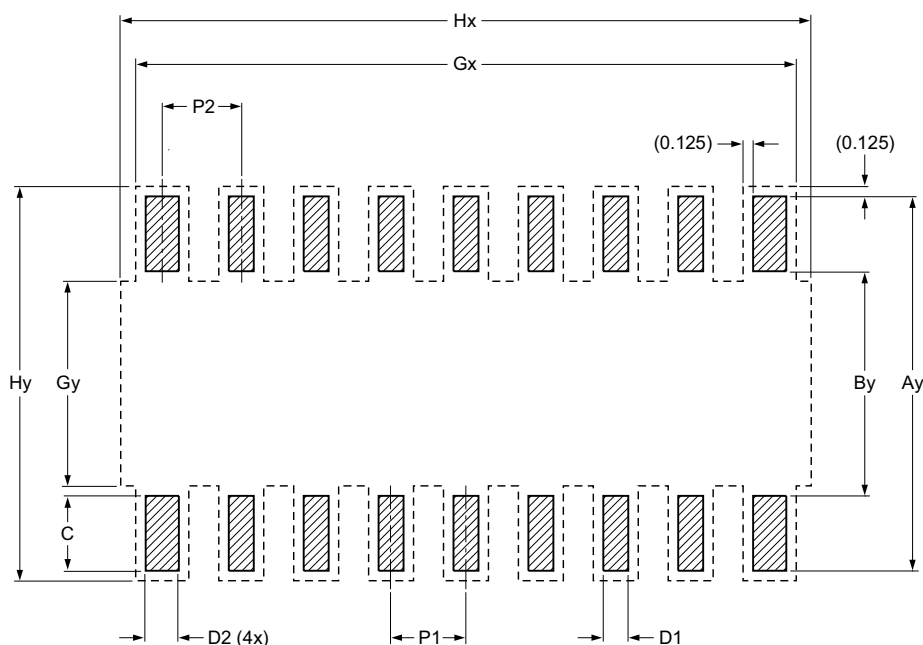 Hx
Gx
P2
(0.125)
(0.125)
Hy
Gy
By
Ay
C
D2 (4x)
P1
D1